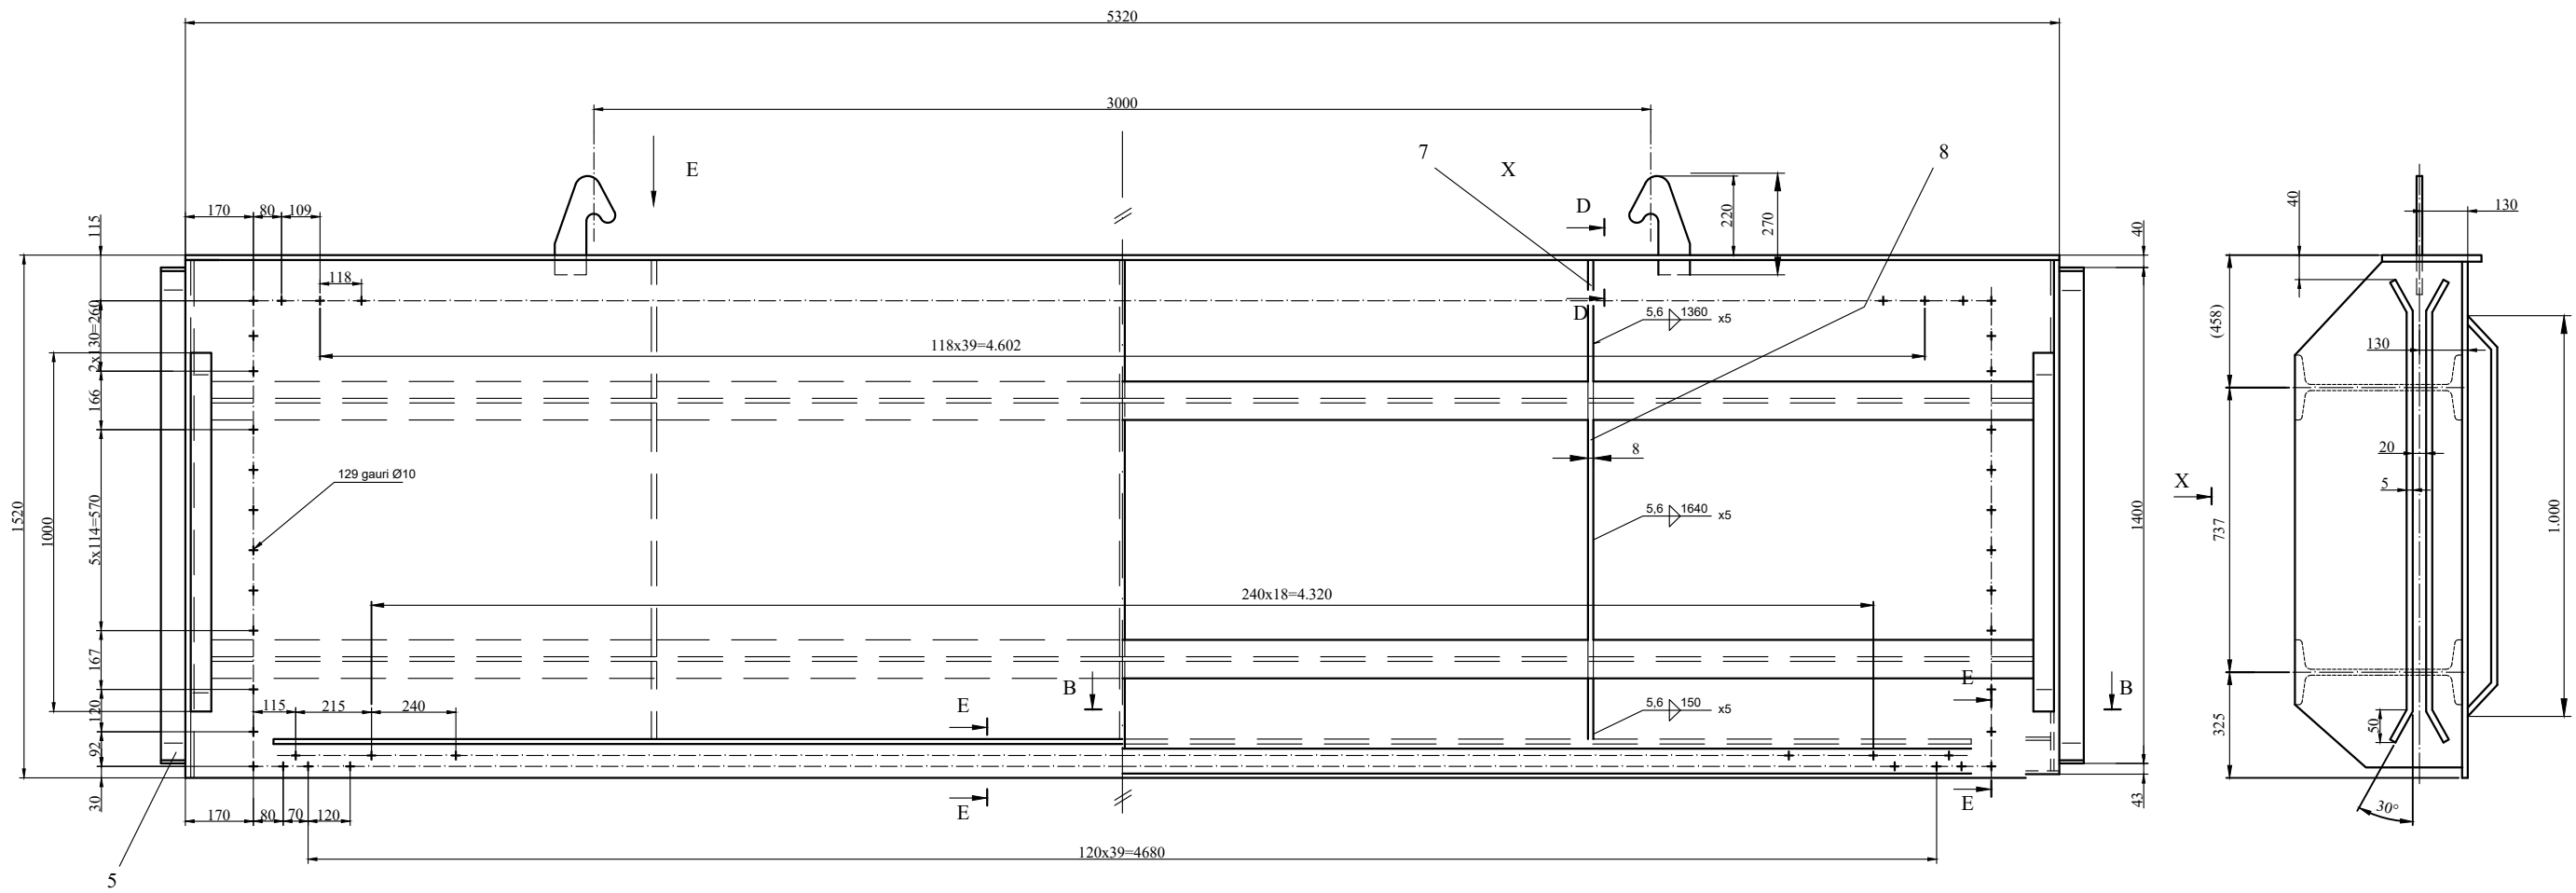 5320
3000
7
X
8
E
D
170
80
109
115
220
270
40
40
130
118
D
5,6 1360 x5
2x130=260
118x39=4.602
(458)
130
166
8
20
129 gauri Ø10
5
X
1520
1000
5x114=570
5,6 1640 x5
1400
737
1.000
240x18=4.320
167
B
E
B
120
115
215
240
E
5,6 150 x5
92
50
325
30
E
E
43
170
80
70
120
30°
120x39=4680
5